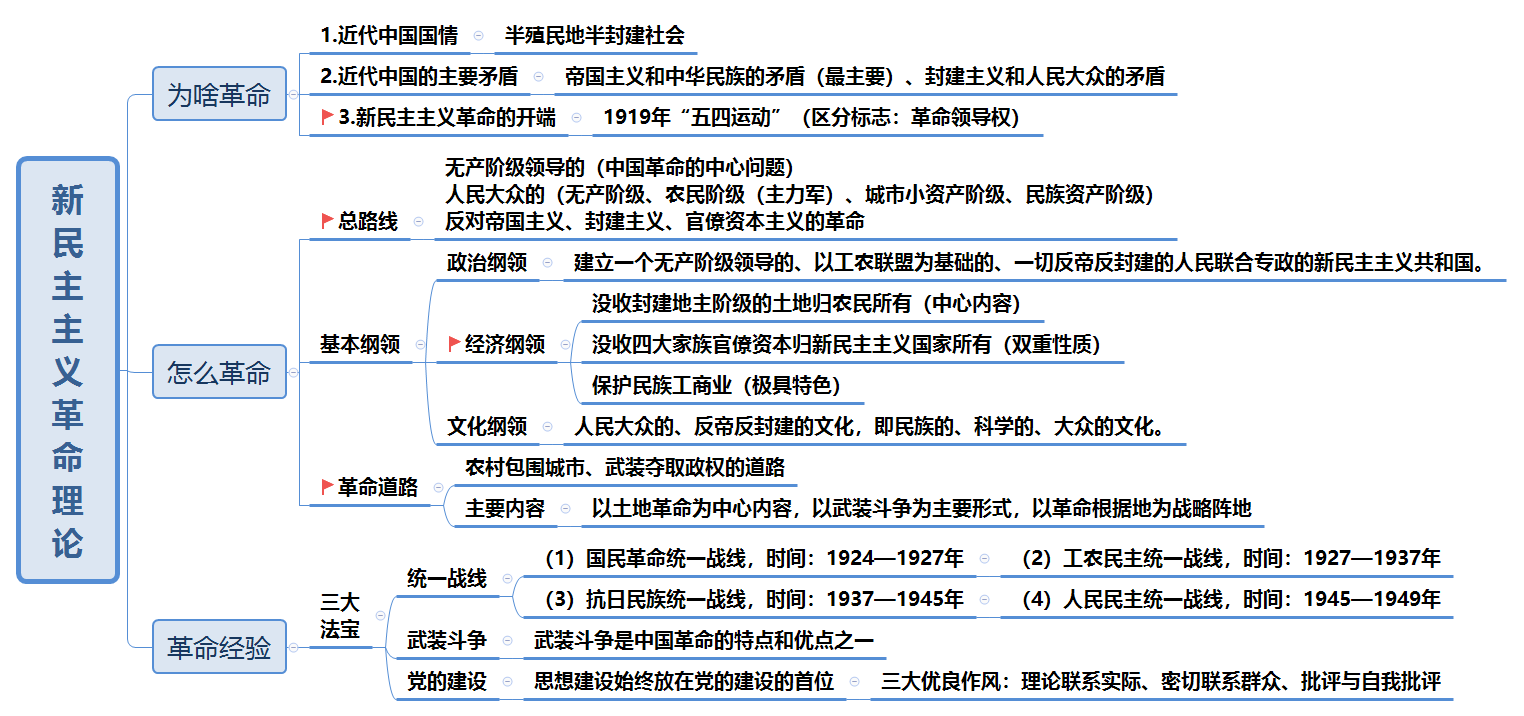 新民主主义革命理论
为啥革命
1.近代中国国情
半殖民地半封建社会
2.近代中国的主要矛盾
帝国主义和中华民族的矛盾（最主要）、封建主义和人民大众的矛盾
3.新民主主义革命的开端
1919年“五四运动”（区分标志：革命领导权）
怎么革命
总路线
无产阶级领导的（中国革命的中心问题）
人民大众的（无产阶级、农民阶级（主力军）、城市小资产阶级、民族资产阶级）
反对帝国主义、封建主义、官僚资本主义的革命
基本纲领
政治纲领
建立一个无产阶级领导的、以工农联盟为基础的、一切反帝反封建的人民联合专政的新民主主义共和国。
经济纲领
没收封建地主阶级的土地归农民所有（中心内容）
没收四大家族官僚资本归新民主主义国家所有（双重性质）
保护民族工商业（极具特色）
文化纲领
人民大众的、反帝反封建的文化，即民族的、科学的、大众的文化。
革命道路
农村包围城市、武装夺取政权的道路
主要内容
以土地革命为中心内容，以武装斗争为主要形式，以革命根据地为战略阵地
革命经验
三大
法宝
统一战线
（1）国民革命统一战线，时间：1924—1927年
（2）工农民主统一战线，时间：1927—1937年
（3）抗日民族统一战线，时间：1937—1945年
（4）人民民主统一战线，时间：1945—1949年
武装斗争
武装斗争是中国革命的特点和优点之一
党的建设
思想建设始终放在党的建设的首位
三大优良作风：理论联系实际、密切联系群众、批评与自我批评